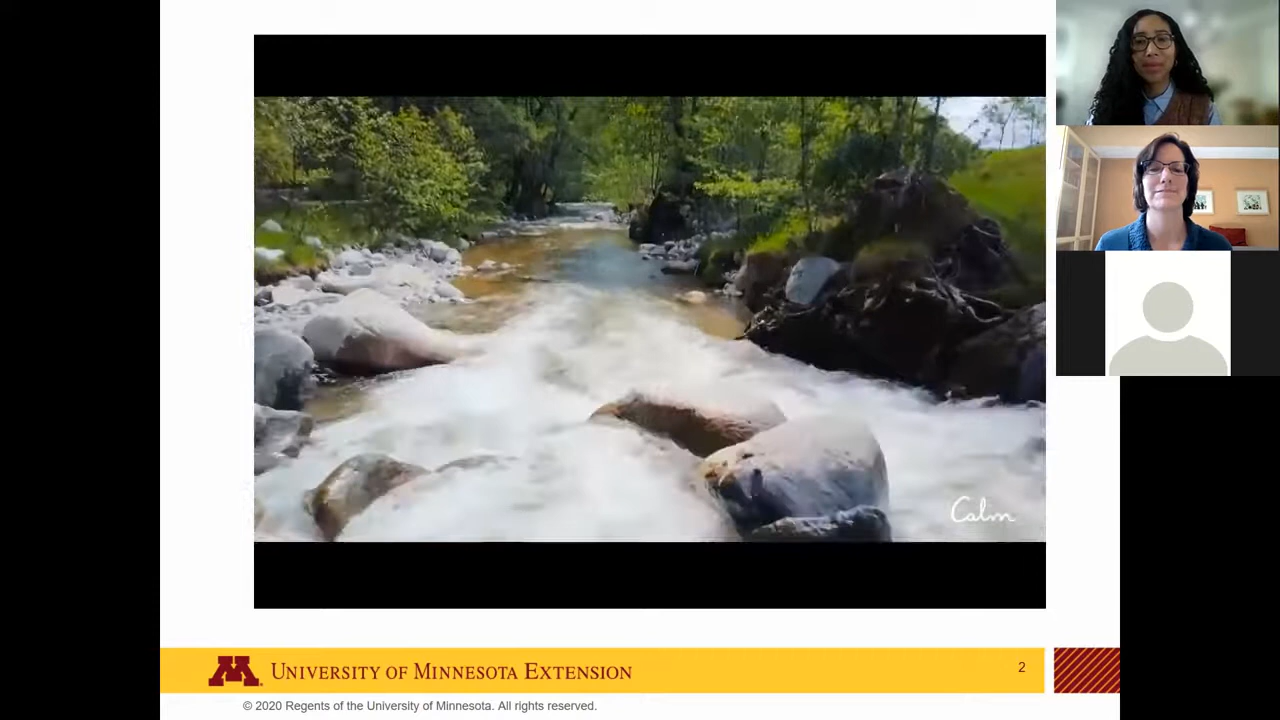 Calm
UNIVERSITY OF MINNESOTA EXTENSION
2
© 2020 Regents of the University of Minnesota. All rights reserved.